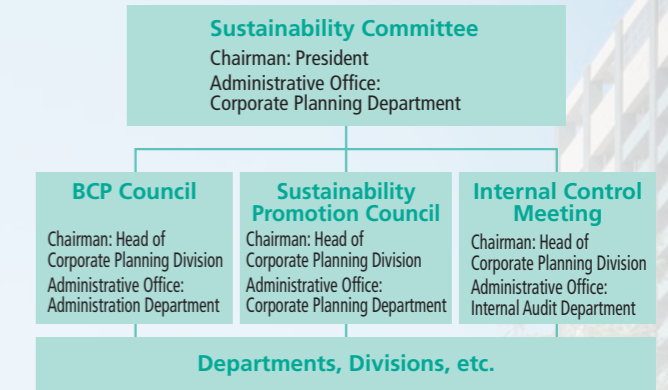 Sustainability Committee
Chairman: President
Administrative Office:
Corporate Planning Department
BCP Council
Chairman: Head of
Corporate Planning Division
Administrative Office:
Administration Department
Sustainability
Promotion Council
Chairman: Head of
Corporate Planning Division
Administrative Office:
Corporate Planning Department
Internal Control
Meeting
Chairman: Head of
Corporate Planning Division
Administrative Office:
Internal Audit Department
Departments, Divisions, etc.